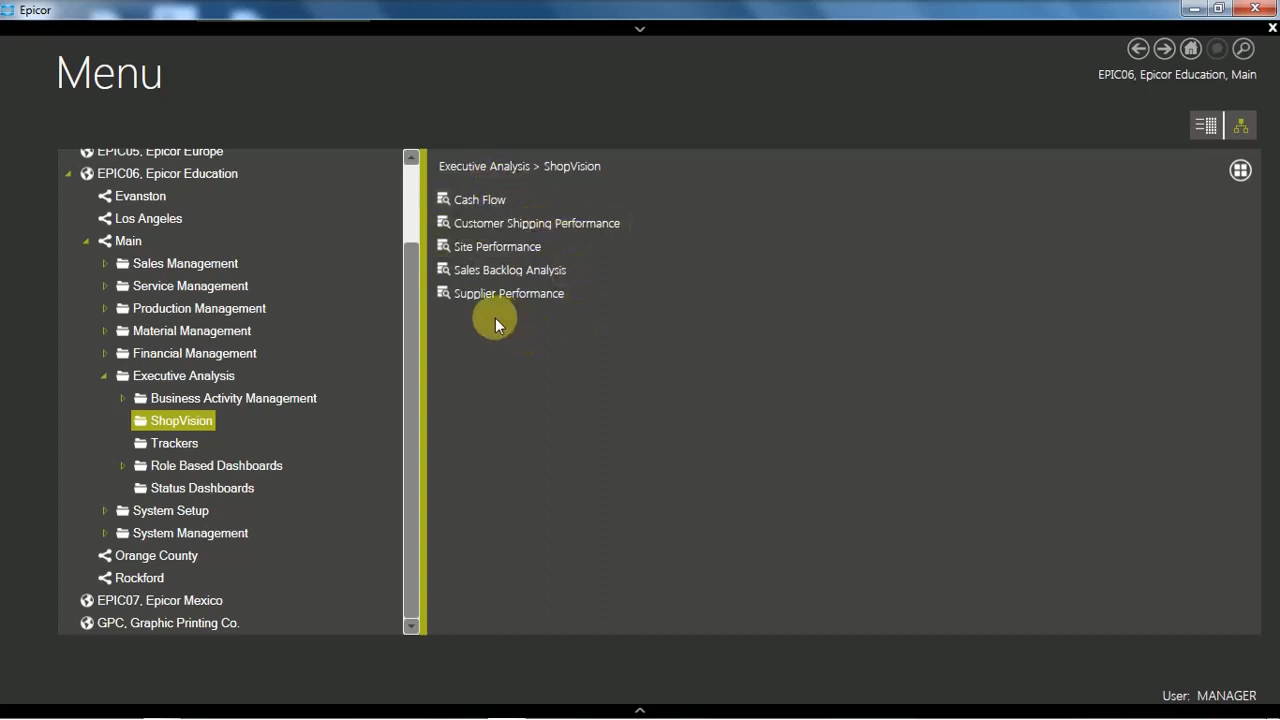 Epicor
Menu
EPIC06, Epicor Education, Main
EPIC05, Epicor Europe
EPIC06, Epicor Education
Evanston
Los Angeles
Main
Sales Management
Service Management
Production Management
Material Management
Financial Management
Executive Analysis
Business Activity Management
ShopVision
Trackers
Role Based Dashboards
Status Dashboards
System Setup
System Management
Orange County
Rockford
EPIC07, Epicor Mexico
GPC, Graphic Printing Co.
Executive Analysis > ShopVision
Cash Flow
Customer Shipping Performance
Site Performance
Sales Backlog Analysis
Supplier Performance
User: MANAGER